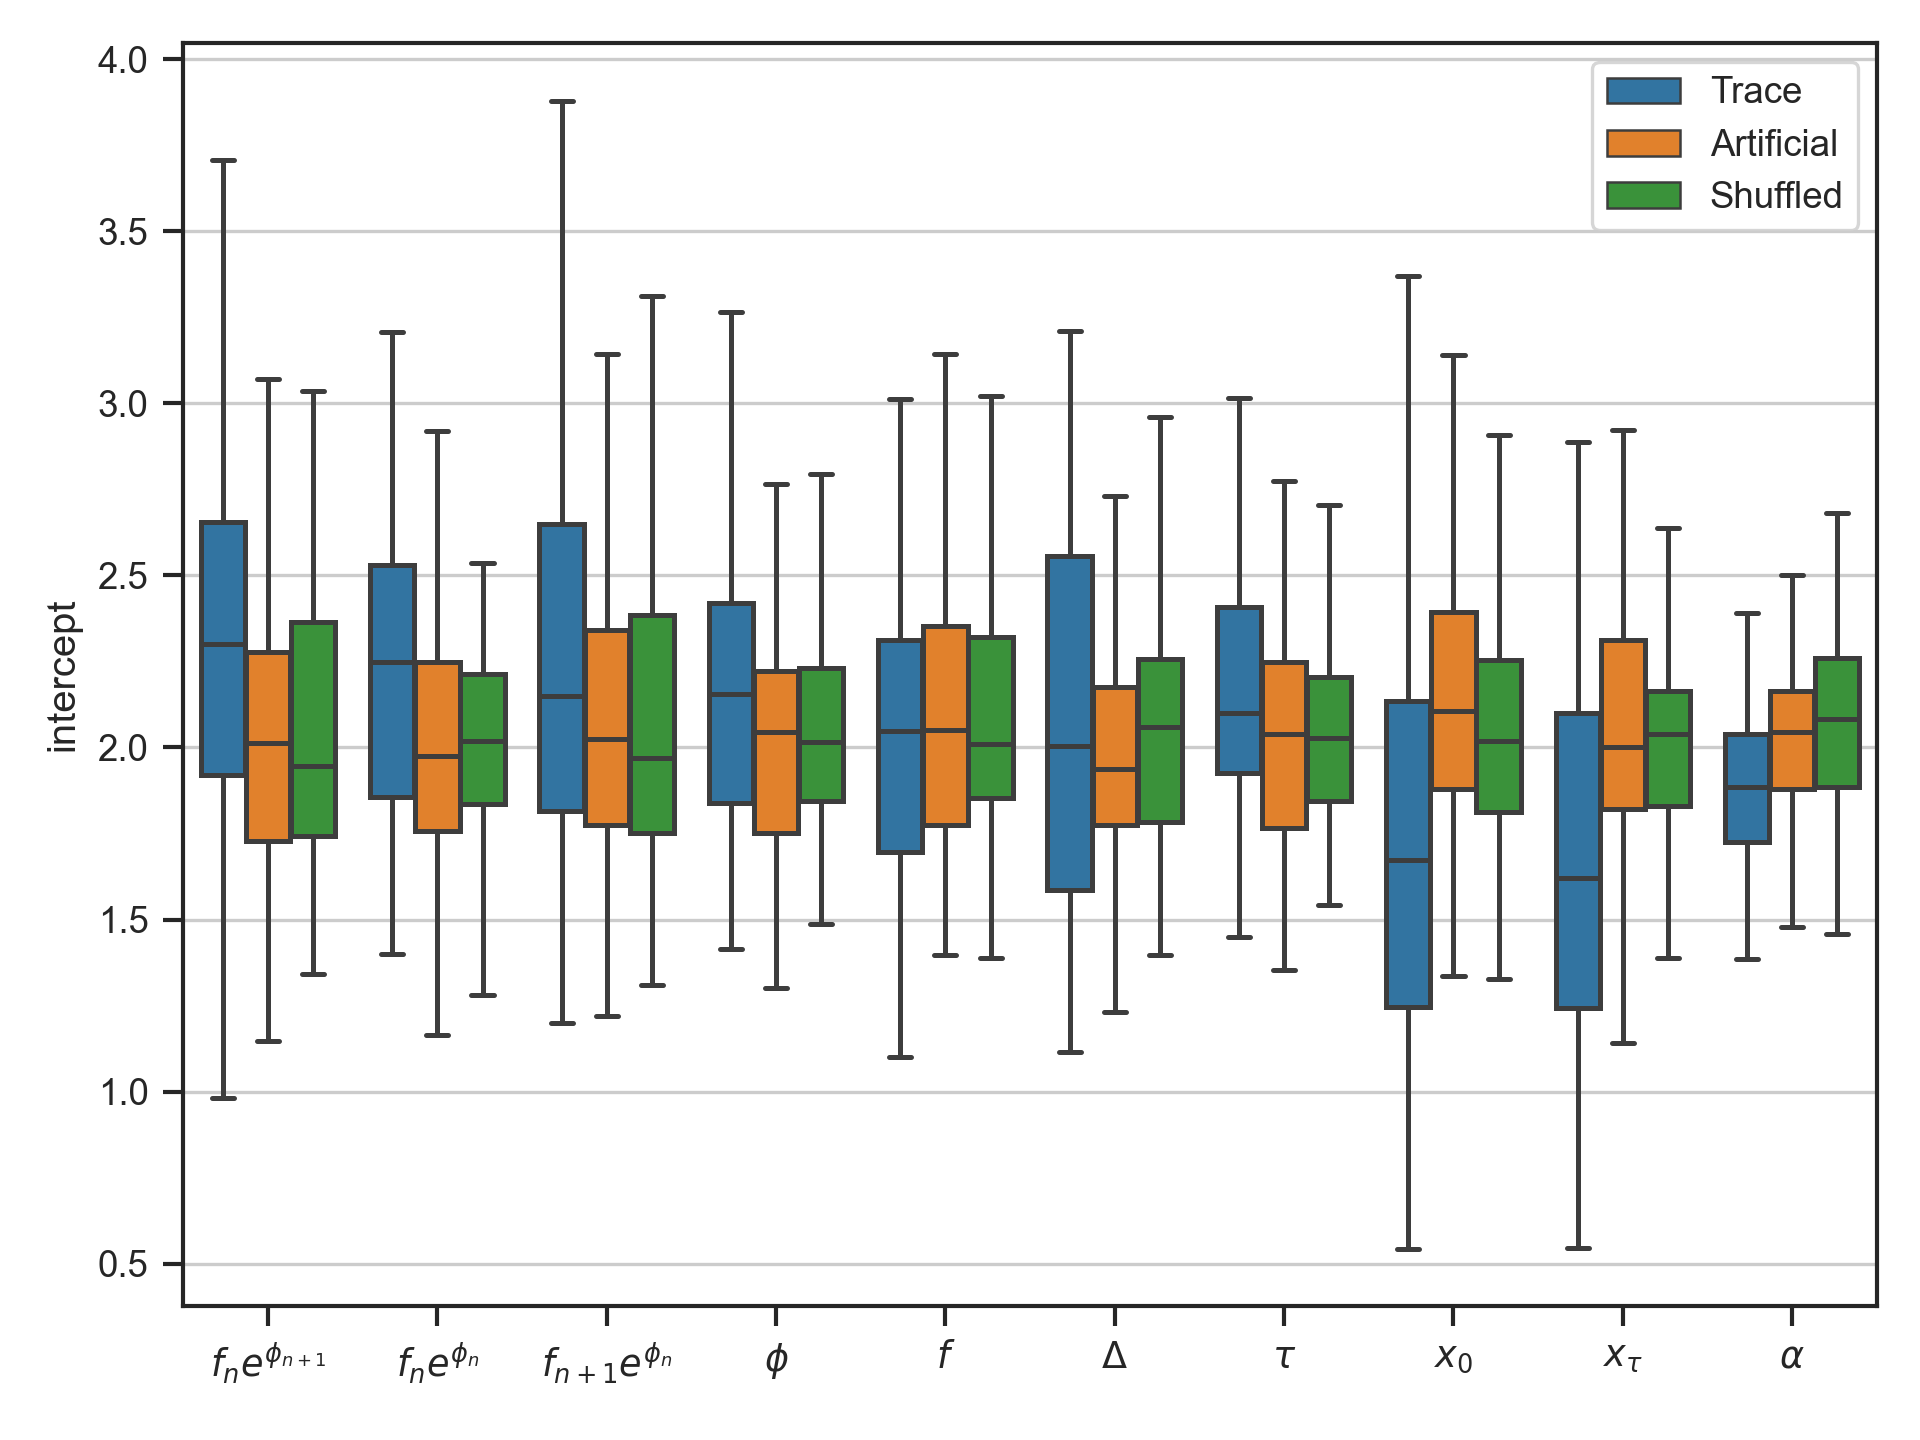 4.0
3.5
3.0
2.5
2.0
1.5
1.0
0.5
intercept
Trace
Artificial
Shuffled
fₙe^ϕₙ₊₁ fₙe^ϕₙ fₙ₊₁e^ϕₙ ϕ f Δ τ x₀ x_τ α